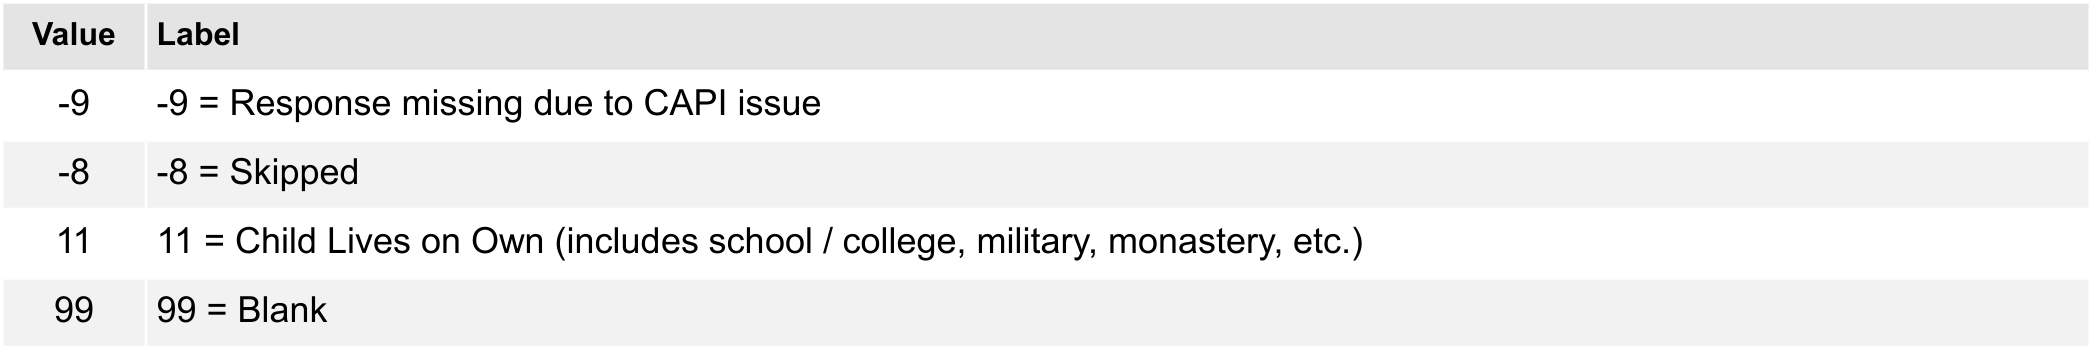 Value Label
-9 -9 = Response missing due to CAPI issue
-8 -8 = Skipped
11 11 = Child Lives on Own (includes school / college, military, monastery, etc.)
99 99 = Blank